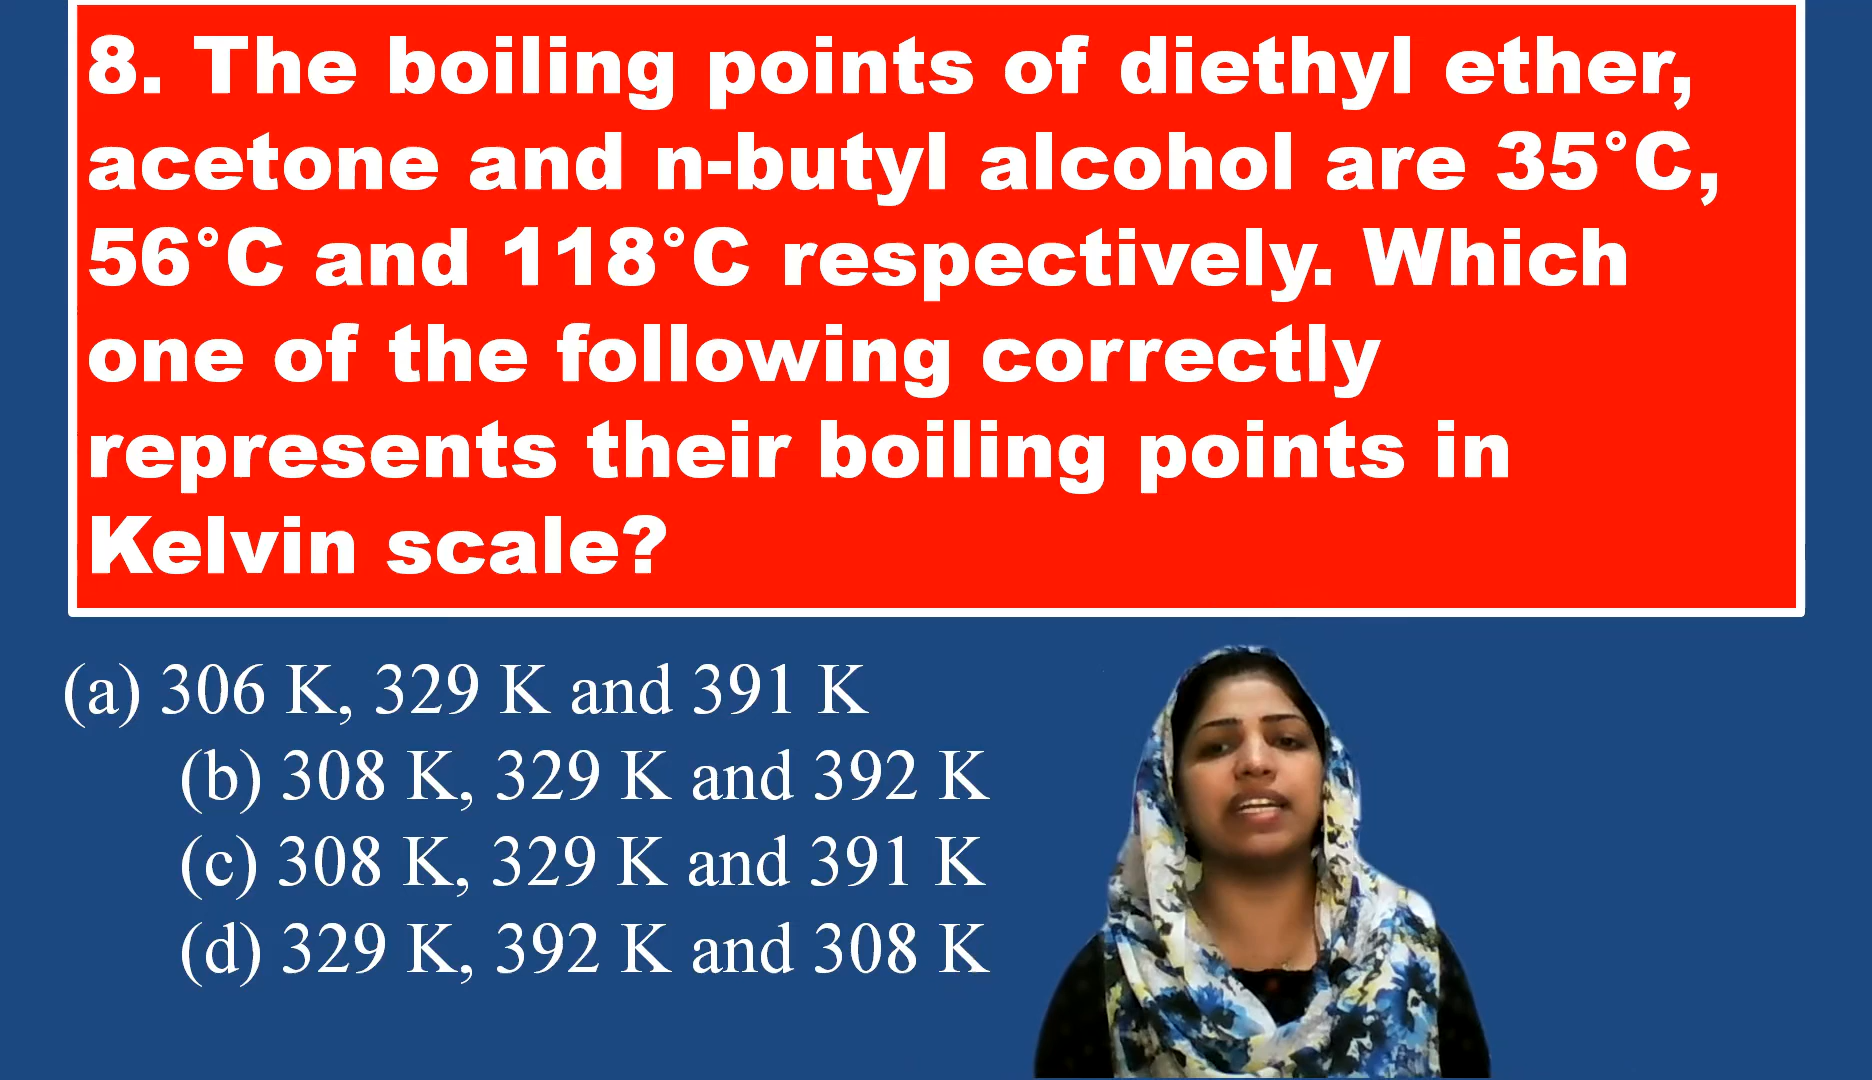 8. The boiling points of diethyl ether,
acetone and n-butyl alcohol are 35°C,
56°C and 118°C respectively. Which
one of the following correctly
represents their boiling points in
Kelvin scale?
(a) 306 K, 329 K and 391 K
(b) 308 K, 329 K and 392 K
(c) 308 K, 329 K and 391 K
(d) 329 K, 392 K and 308 K